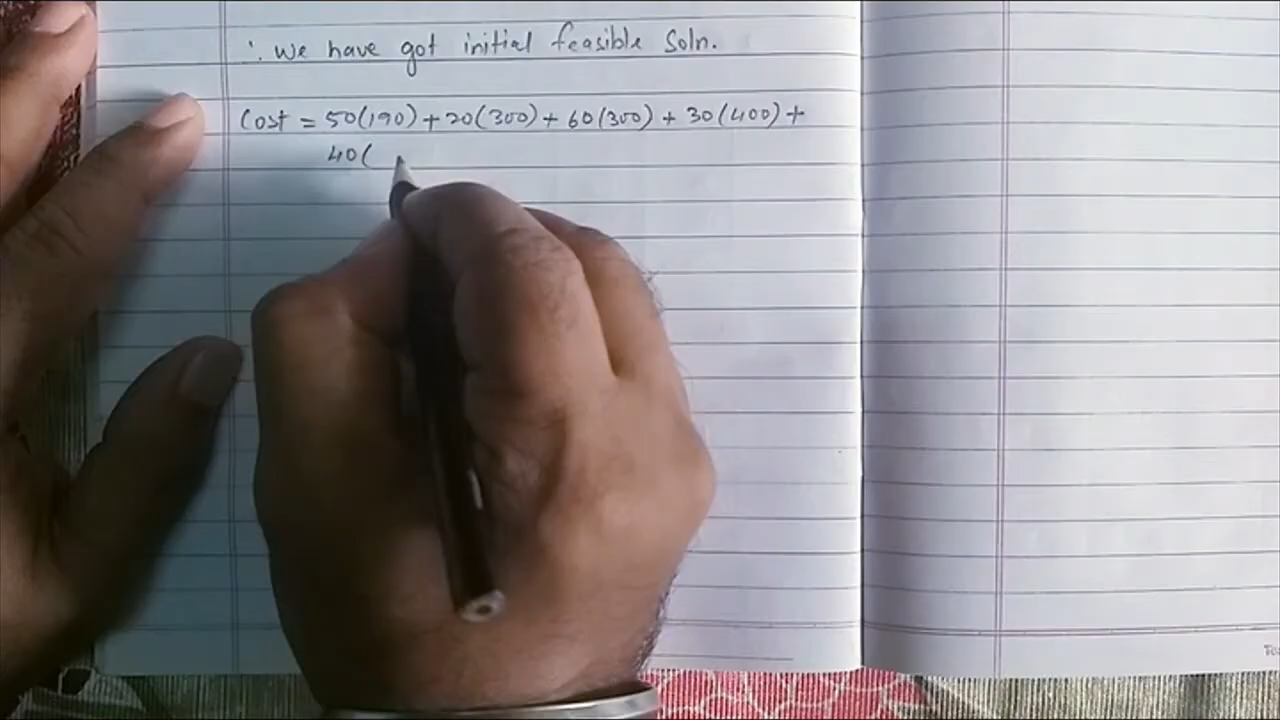 ∴ We have got initial feasible Soln.
Cost = 50(190) + 20(300) + 60(300) + 30(400) +
40(